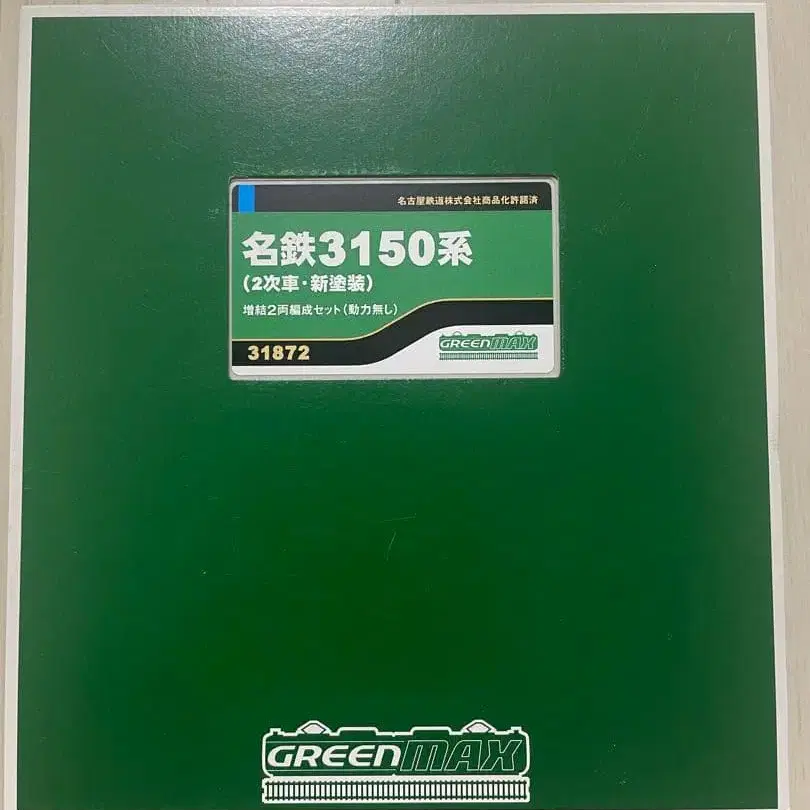 名古屋鉄道株式会社商品化許諾済
名鉄3150系
(2次車・新塗装)
増結2両編成セット(動力無し)
31872
GREENMAX
GREENMAX